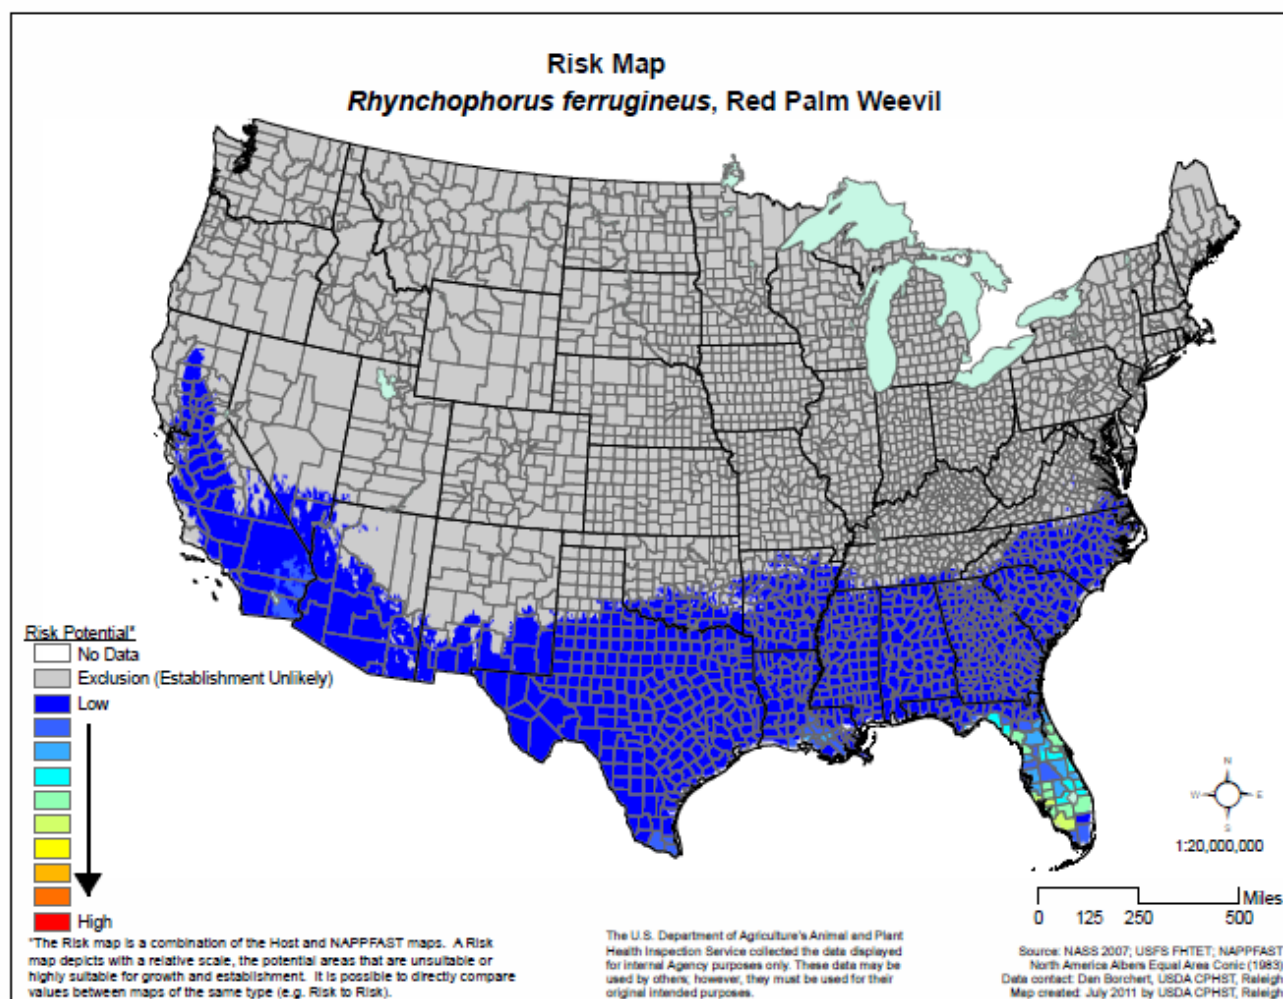 Risk Map
Rhynchophorus ferrugineus, Red Palm Weevil
Risk Potential*
No Data
Exclusion (Establishment Unlikely)
Low
High
N
W E
S
1:20,000,000
Miles
0 125 250 500
*The Risk map is a combination of the Host and NAPPFAST maps. A Risk
map depicts with a relative scale, the potential areas that are unsuitable or
highly suitable for growth and establishment. It is possible to directly compare
values between maps of the same type (e.g. Risk to Risk).
The U.S. Department of Agriculture's Animal and Plant
Health Inspection Service collected the data displayed
for internal Agency purposes only. These data may be
used by others; however, they must be used for their
original intended purposes.
Source: NASS 2007; USFS FHTET; NAPPFAST
North America Albers Equal Area Conic (1983)
Data contact: Dan Borchert, USDA CPHST, Raleigh
Map created: July 2011 by USDA CPHST, Raleigh